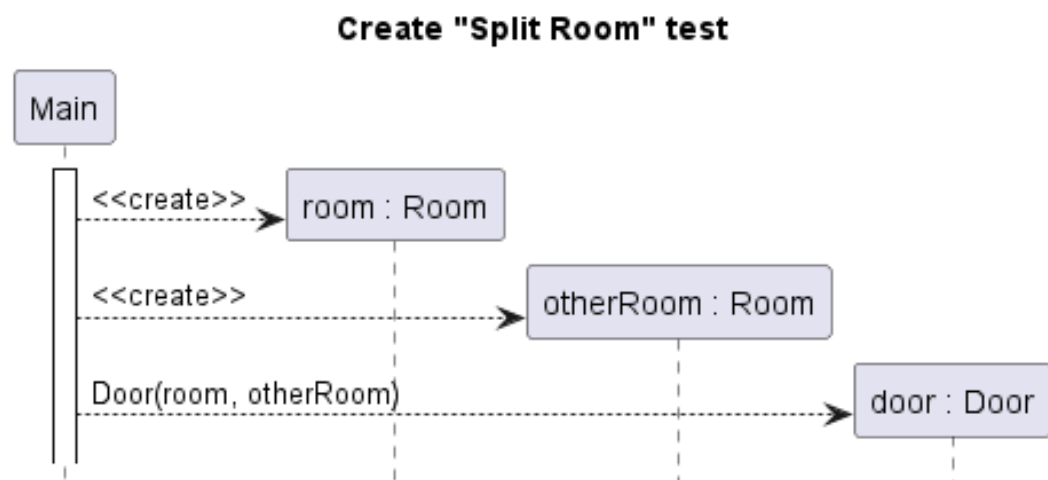 Create "Split Room" test
Main
<<create>>
room : Room
<<create>>
otherRoom : Room
Door(room, otherRoom)
door : Door